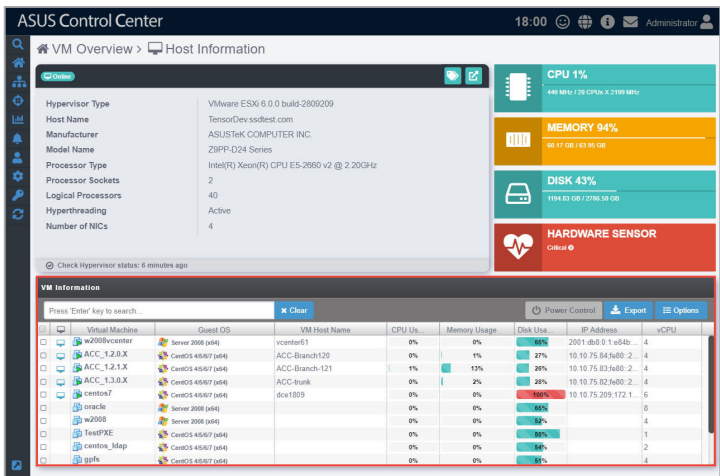 ASUS Control Center
18:00
Administrator
VM Overview > Host Information
Online
Hypervisor Type VMware ESXi 6.0.0 build-2809209
Host Name TensorDev.ssdtest.com
Manufacturer ASUSTeK COMPUTER INC.
Model Name Z9PP-D24 Series
Processor Type Intel(R) Xeon(R) CPU E5-2660 v2 @ 2.20GHz
Processor Sockets 2
Logical Processors 40
Hyperthreading Active
Number of NICs 4
Check Hypervisor status: 6 minutes ago
CPU 1%
440 MHz / 20 CPUs X 2199 MHz
MEMORY 94%
60.17 GB / 63.95 GB
DISK 43%
1194.83 GB / 2786.50 GB
HARDWARE SENSOR
Critical
VM Information
Press 'Enter' key to search...
Clear
Power Control
Export
Options
Virtual Machine Guest OS VM Host Name CPU Us... Memory Usage Disk Usa... IP Address vCPU
w2008vcenter Server 2008 (x64) vcenter61 0% 0% 65% 2001:db8:0:1:e84b:... 4
ACC_1.2.0.X CentOS 4/5/6/7 (x64) ACC-Branch120 0% 1% 27% 10.10.75.84,fe80::2... 4
ACC_1.2.1.X CentOS 4/5/6/7 (x64) ACC-Branch-121 1% 13% 26% 10.10.75.83,fe80::2... 4
ACC_1.3.0.X CentOS 4/5/6/7 (x64) ACC-trunk 0% 2% 28% 10.10.75.82,fe80::2... 4
centos7 CentOS 4/5/6/7 (x64) dce1809 0% 0% 100% 10.10.75.209,172.1... 6
oracle Server 2008 (x64) 0% 0% 65% 8
w2008 Server 2008 (x64) 0% 0% 52% 4
TestPXE CentOS 4/5/6/7 (x64) 0% 0% 1
centos_ldap CentOS 4/5/6/7 (x64) 0% 0% 54% 2
gpfs CentOS 4/5/6/7 (x64) 0% 0% 51% 4